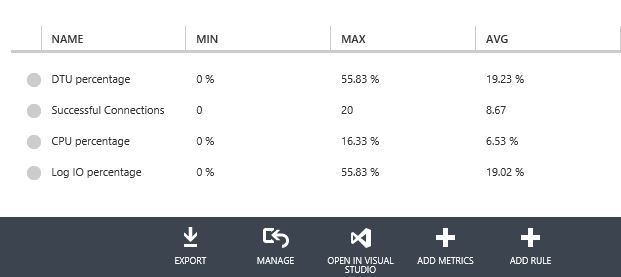 NAME MIN MAX AVG
DTU percentage 0 % 55.83 % 19.23 %
Successful Connections 0 20 8.67
CPU percentage 0 % 16.33 % 6.53 %
Log IO percentage 0 % 55.83 % 19.02 %
EXPORT MANAGE OPEN IN VISUAL ADD METRICS ADD RULE
STUDIO